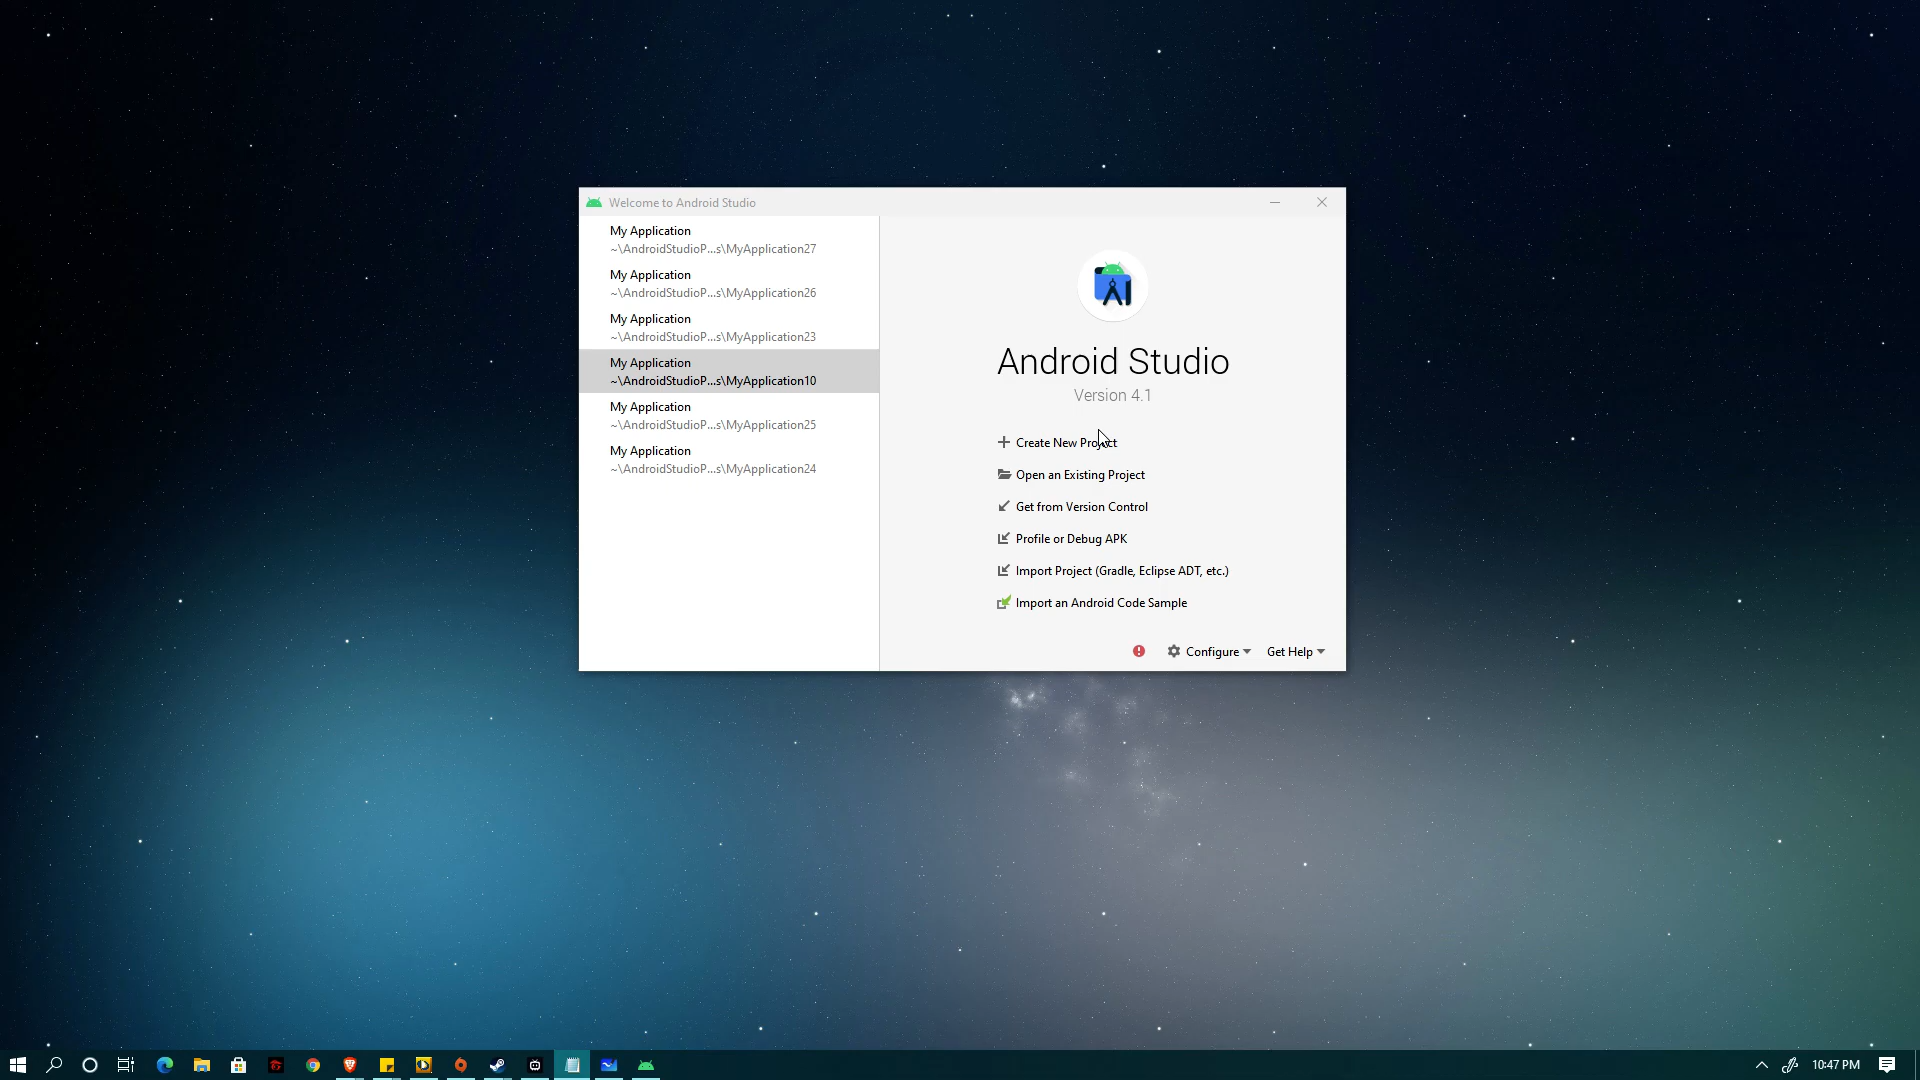 Welcome to Android Studio
My Application
~\AndroidStudioP...s\MyApplication27
My Application
~\AndroidStudioP...s\MyApplication26
My Application
~\AndroidStudioP...s\MyApplication23
My Application
~\AndroidStudioP...s\MyApplication10
My Application
~\AndroidStudioP...s\MyApplication25
My Application
~\AndroidStudioP...s\MyApplication24
Android Studio
Version 4.1
Create New Project
Open an Existing Project
Get from Version Control
Profile or Debug APK
Import Project (Gradle, Eclipse ADT, etc.)
Import an Android Code Sample
Configure
Get Help
10:47 PM